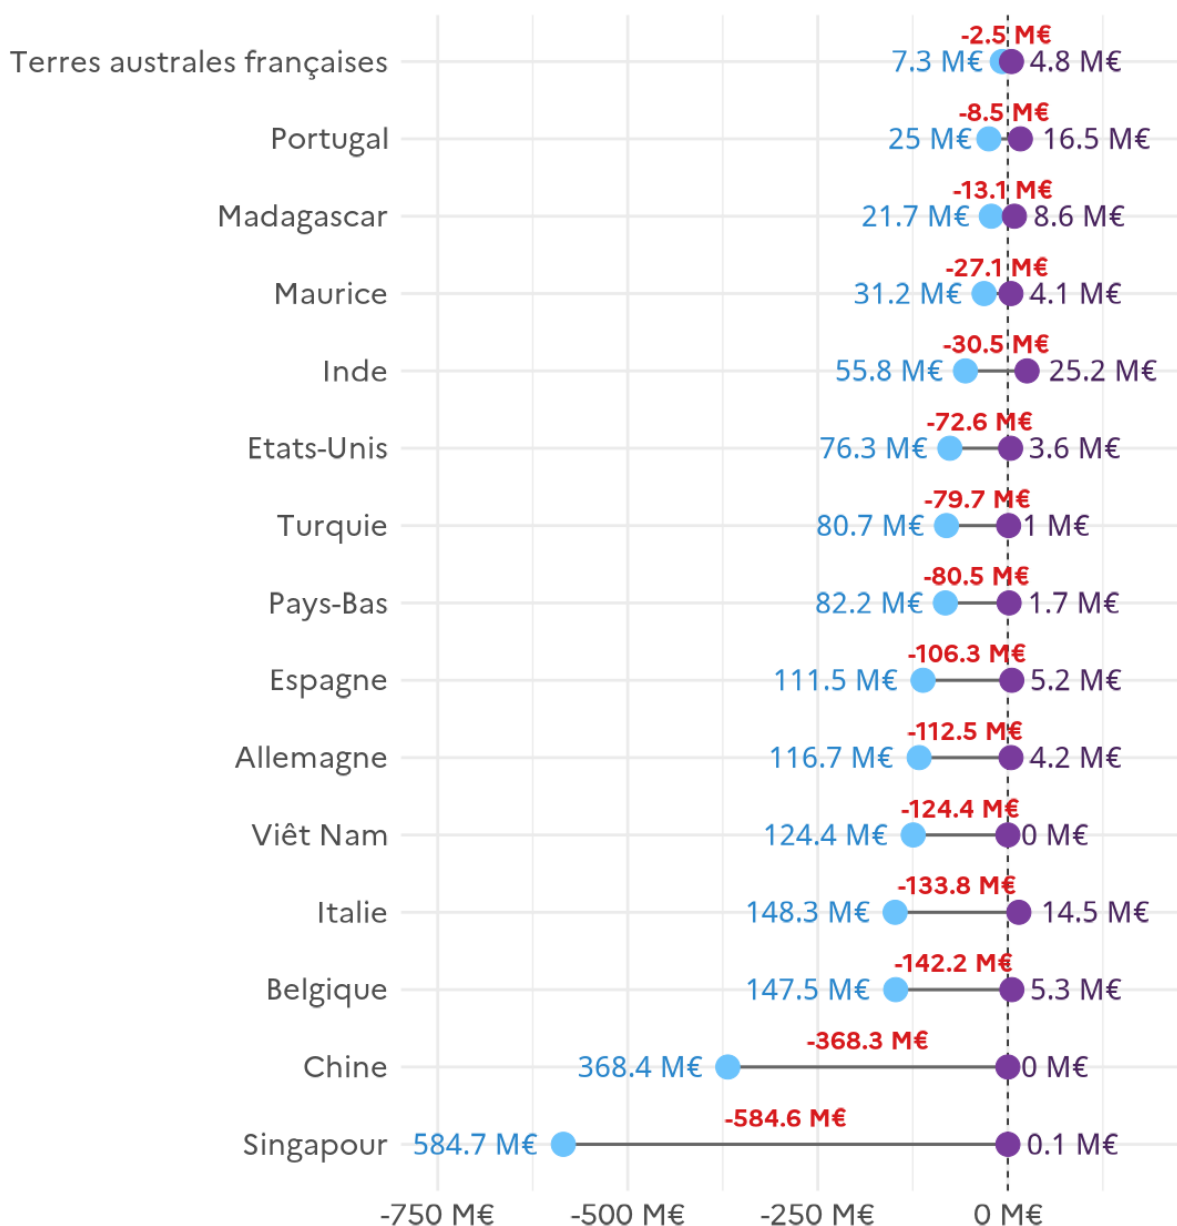 -2.5 M€
Terres australes françaises 7.3 M€ 4.8 M€
-8.5 M€
Portugal 25 M€ 16.5 M€
-13.1 M€
Madagascar 21.7 M€ 8.6 M€
-27.1 M€
Maurice 31.2 M€ 4.1 M€
-30.5 M€
Inde 55.8 M€ 25.2 M€
-72.6 M€
Etats-Unis 76.3 M€ 3.6 M€
-79.7 M€
Turquie 80.7 M€ 1 M€
-80.5 M€
Pays-Bas 82.2 M€ 1.7 M€
-106.3 M€
Espagne 111.5 M€ 5.2 M€
-112.5 M€
Allemagne 116.7 M€ 4.2 M€
-124.4 M€
Viêt Nam 124.4 M€ 0 M€
-133.8 M€
Italie 148.3 M€ 14.5 M€
-142.2 M€
Belgique 147.5 M€ 5.3 M€
-368.3 M€
Chine 368.4 M€ 0 M€
-584.6 M€
Singapour 584.7 M€ 0.1 M€
-750 M€ -500 M€ -250 M€ 0 M€